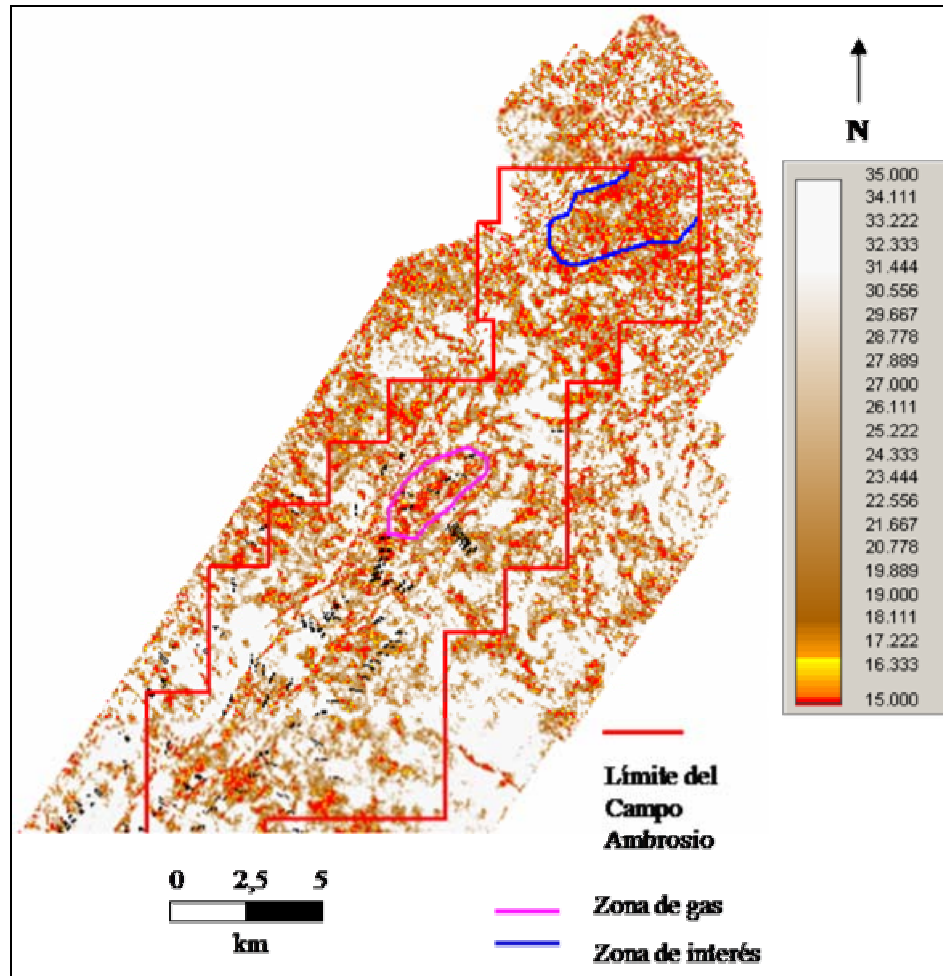 N
35.000
34.111
33.222
32.333
31.444
30.556
29.667
28.778
27.889
27.000
26.111
25.222
24.333
23.444
22.556
21.667
20.778
19.889
19.000
18.111
17.222
16.333
15.000
Límite del
Campo
Ambrosio
0 2,5 5
km
Zona de gas
Zona de interés